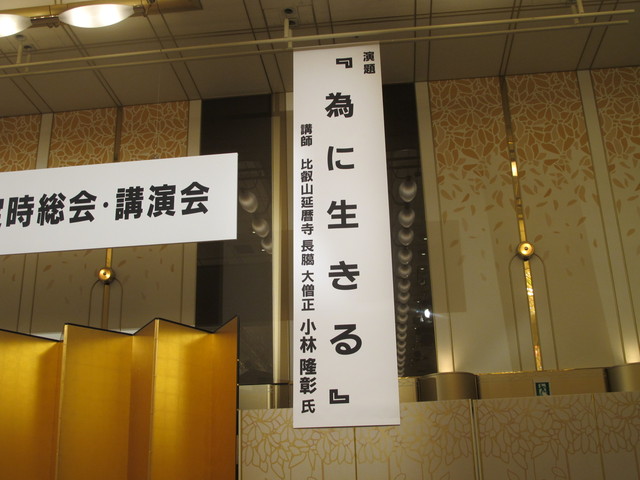 定時総会・講演会
演題
『為に生きる』
講師 比叡山延暦寺 長臈 大僧正 小林 隆彰 氏